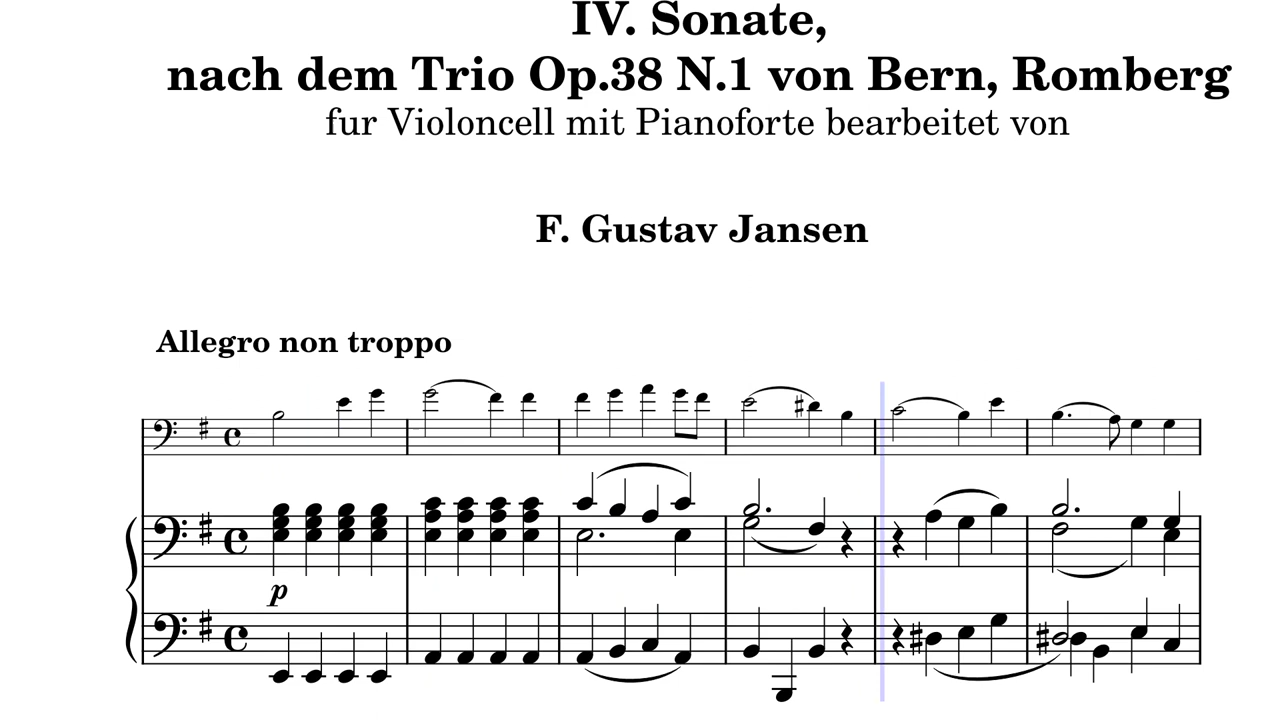 IV. Sonate,
nach dem Trio Op.38 N.1 von Bern, Romberg
fur Violoncell mit Pianoforte bearbeitet von
F. Gustav Jansen
Allegro non troppo
p